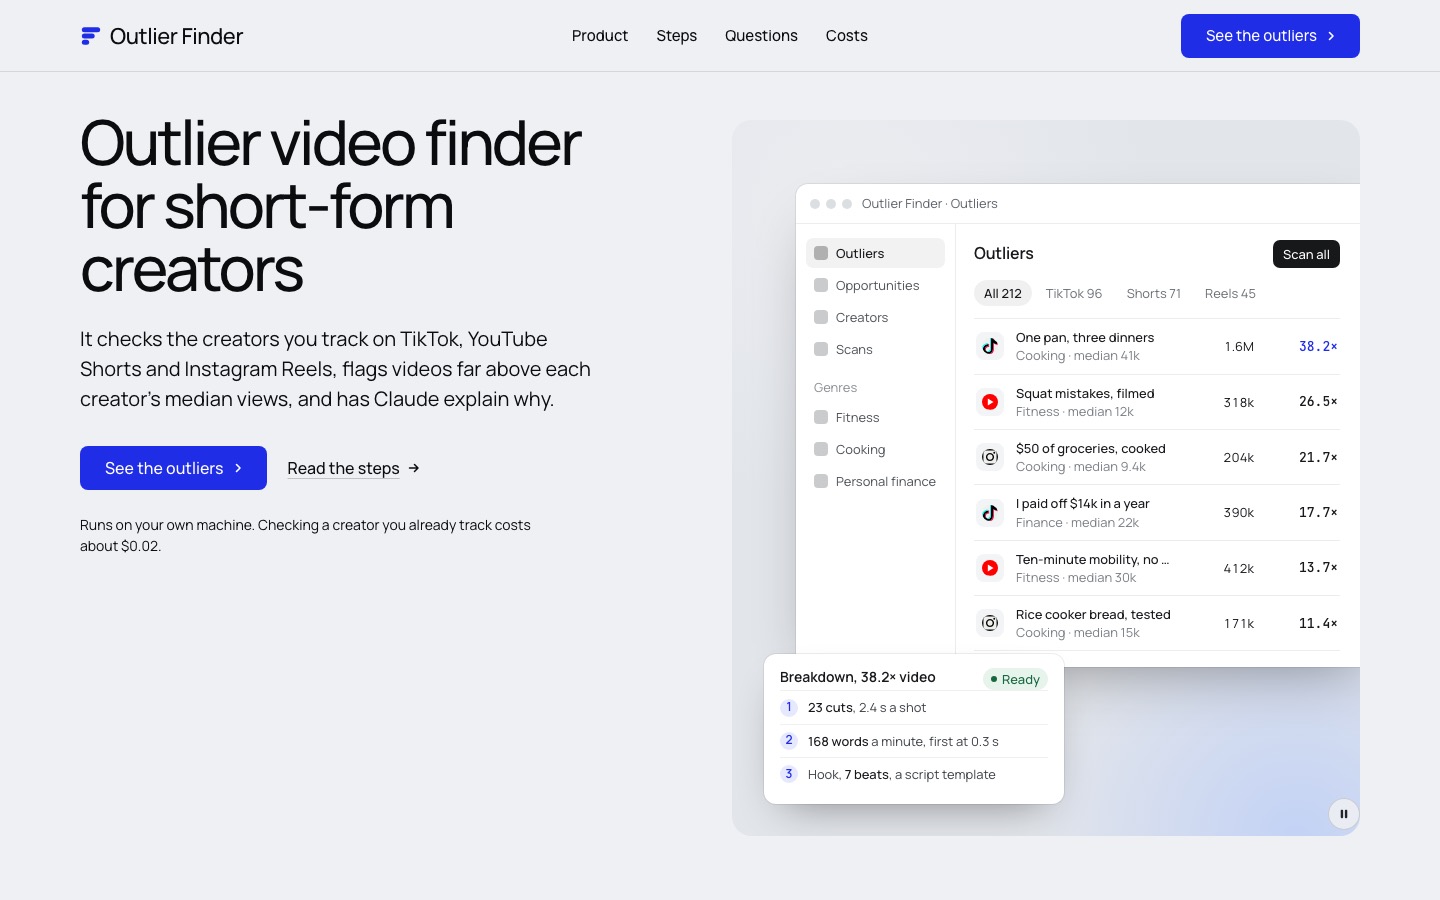 Outlier Finder
Product
Steps
Questions
Costs
See the outliers
Outlier video finder
for short-form
creators
It checks the creators you track on TikTok, YouTube
Shorts and Instagram Reels, flags videos far above each
creator's median views, and has Claude explain why.
See the outliers
Read the steps
Runs on your own machine. Checking a creator you already track costs
about $0.02.
Outlier Finder · Outliers
Outliers
Opportunities
Creators
Scans
Genres
Fitness
Cooking
Personal finance
Outliers
Scan all
All 212
TikTok 96
Shorts 71
Reels 45
One pan, three dinners
Cooking · median 41k
1.6M
38.2×
Squat mistakes, filmed
Fitness · median 12k
318k
26.5×
$50 of groceries, cooked
Cooking · median 9.4k
204k
21.7×
I paid off $14k in a year
Finance · median 22k
390k
17.7×
Ten-minute mobility, no …
Fitness · median 30k
412k
13.7×
Rice cooker bread, tested
Cooking · median 15k
171k
11.4×
Breakdown, 38.2× video
Ready
1
23 cuts, 2.4 s a shot
2
168 words a minute, first at 0.3 s
3
Hook, 7 beats, a script template